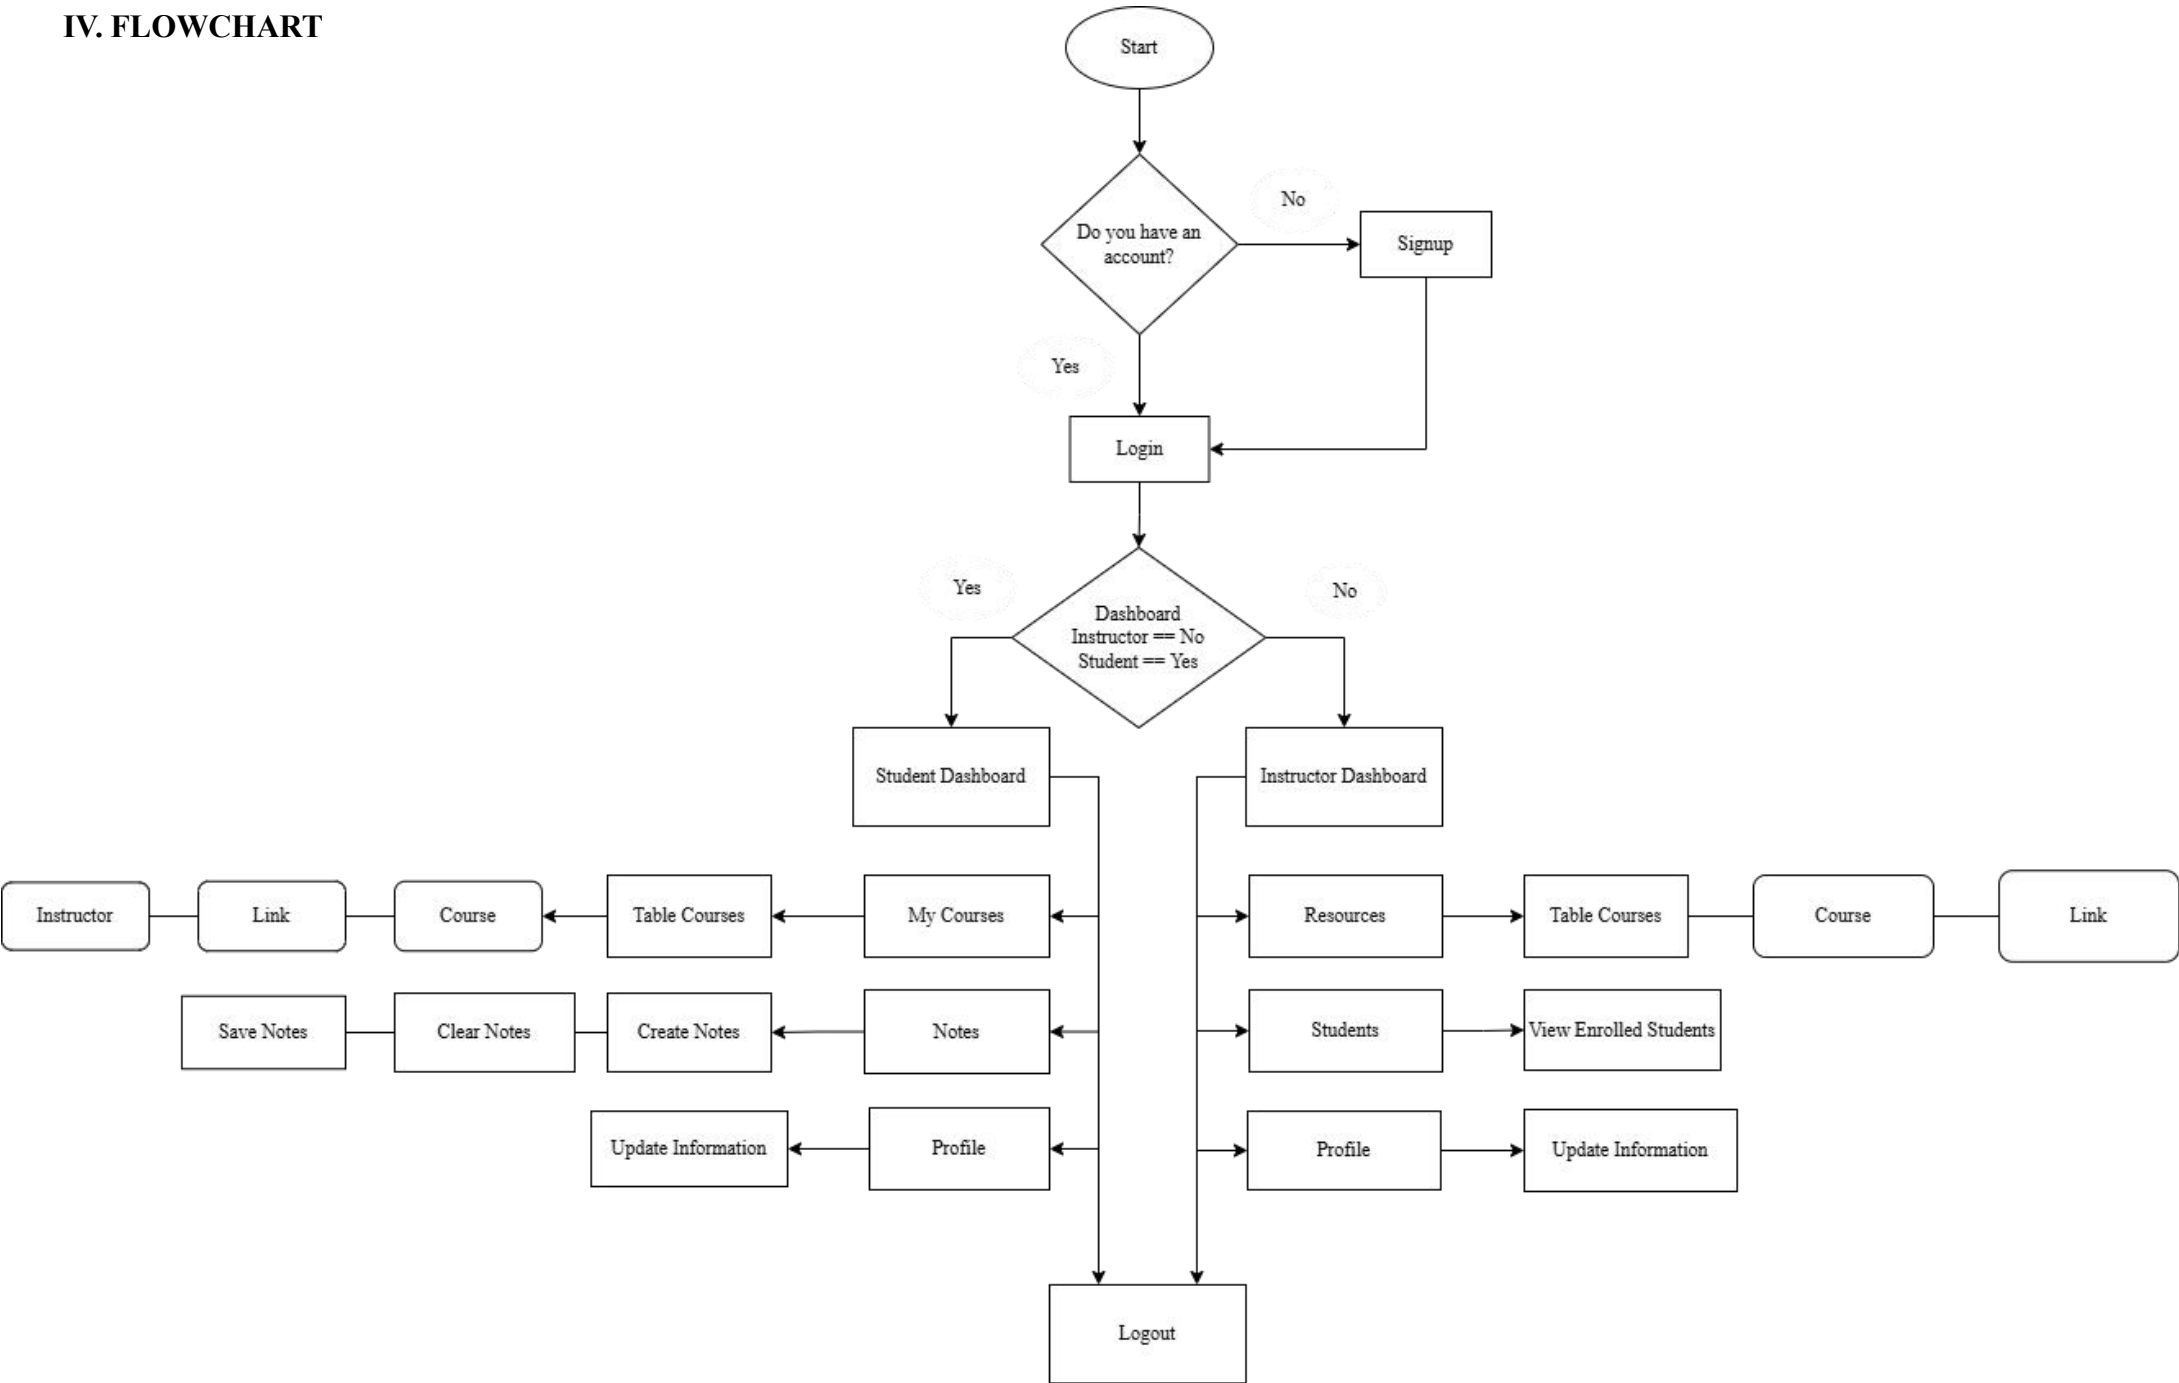 IV. FLOWCHART
Start
Do you have an
account?
No
Signup
Yes
Login
Yes
No
Dashboard
Instructor == No
Student == Yes
Student Dashboard
Instructor Dashboard
Instructor
Link
Course
Table Courses
My Courses
Resources
Table Courses
Course
Link
Save Notes
Clear Notes
Create Notes
Notes
Students
View Enrolled Students
Update Information
Profile
Profile
Update Information
Logout